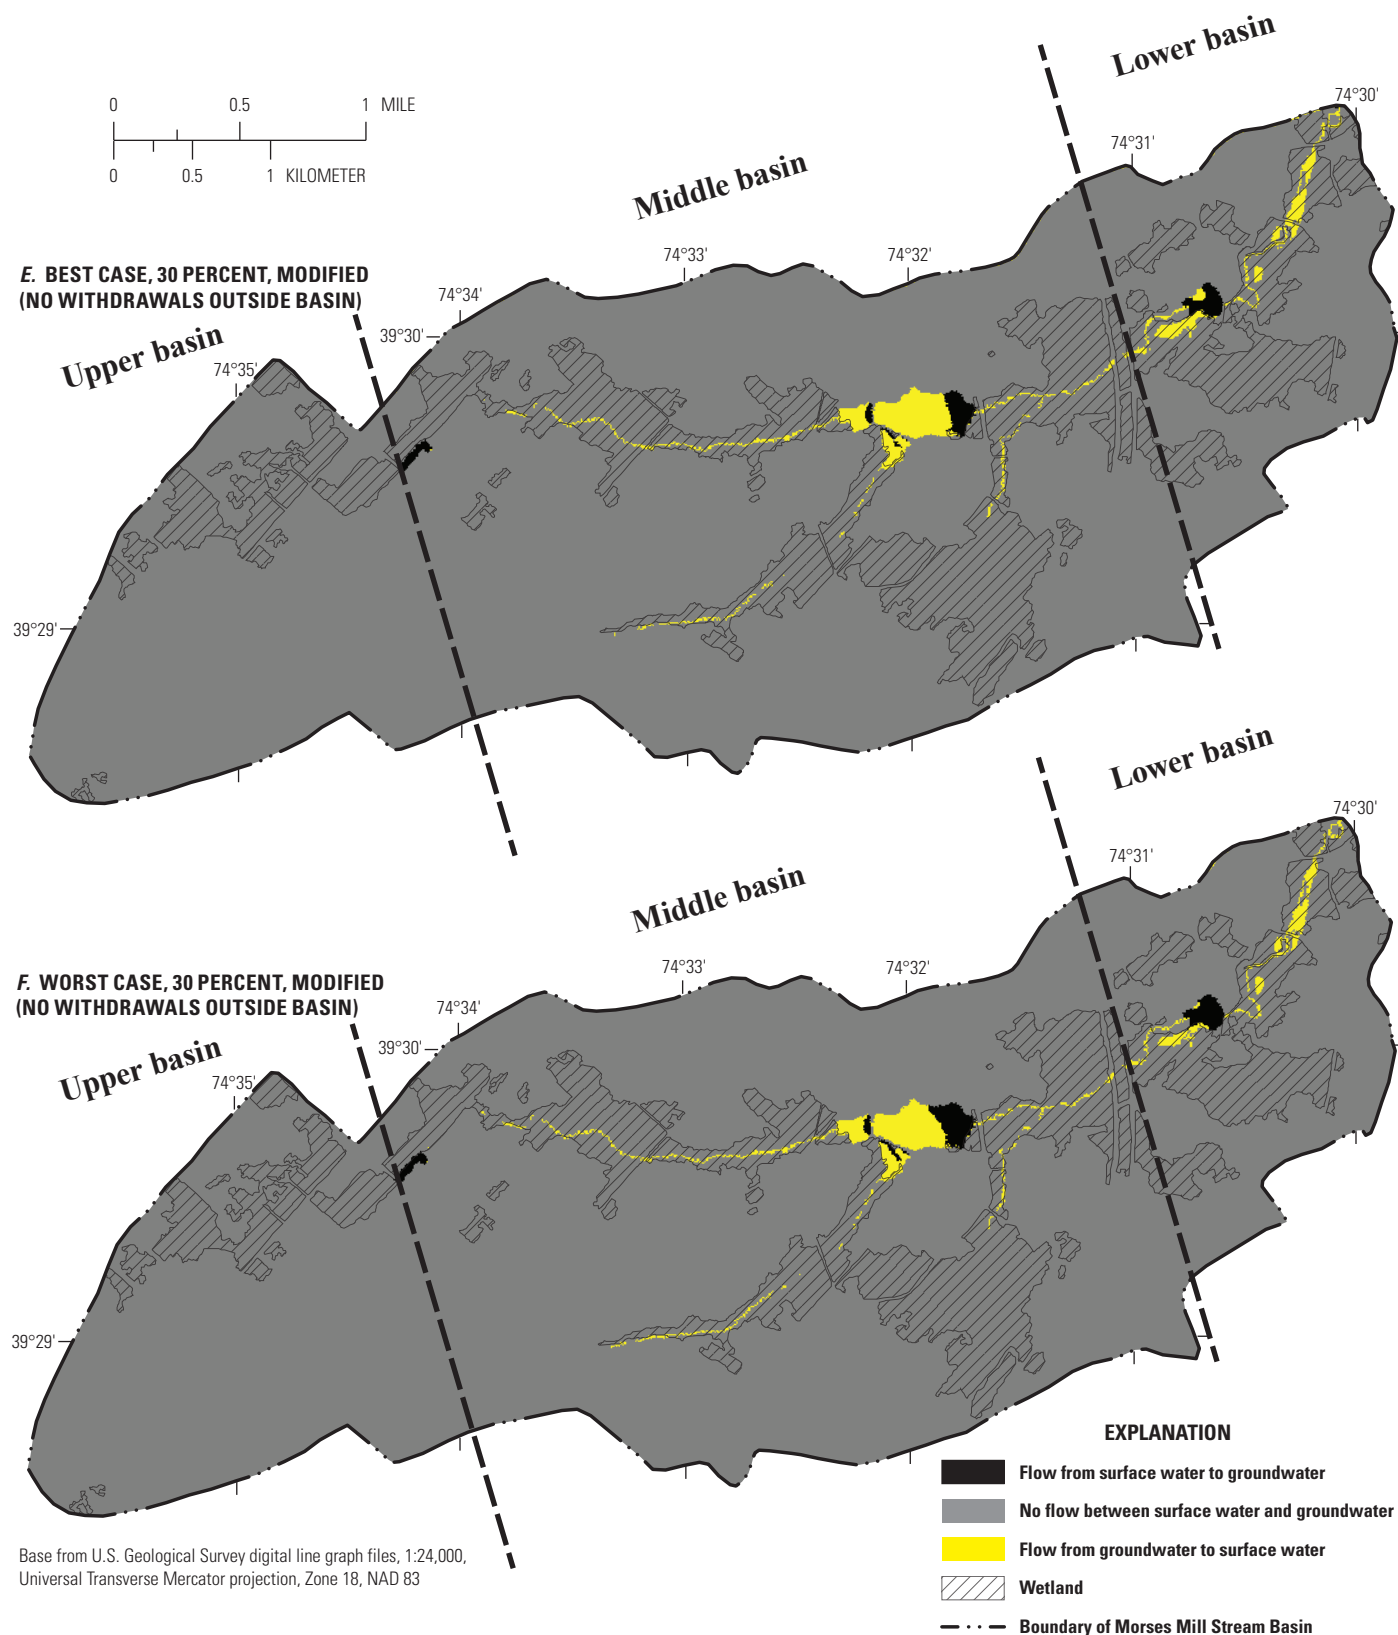 Lower basin
74°30'
0 0.5 1 MILE
0 0.5 1 KILOMETER
74°31'
Middle basin
74°33'
74°32'
E. BEST CASE, 30 PERCENT, MODIFIED
(NO WITHDRAWALS OUTSIDE BASIN)
74°34'
39°30'
Upper basin
74°35'
39°29'
Lower basin
74°30'
74°31'
Middle basin
74°33'
74°32'
F. WORST CASE, 30 PERCENT, MODIFIED
(NO WITHDRAWALS OUTSIDE BASIN)
74°34'
39°30'
Upper basin
74°35'
39°29'
EXPLANATION
Flow from surface water to groundwater
No flow between surface water and groundwater
Flow from groundwater to surface water
Wetland
Boundary of Morses Mill Stream Basin
Base from U.S. Geological Survey digital line graph files, 1:24,000,
Universal Transverse Mercator projection, Zone 18, NAD 83